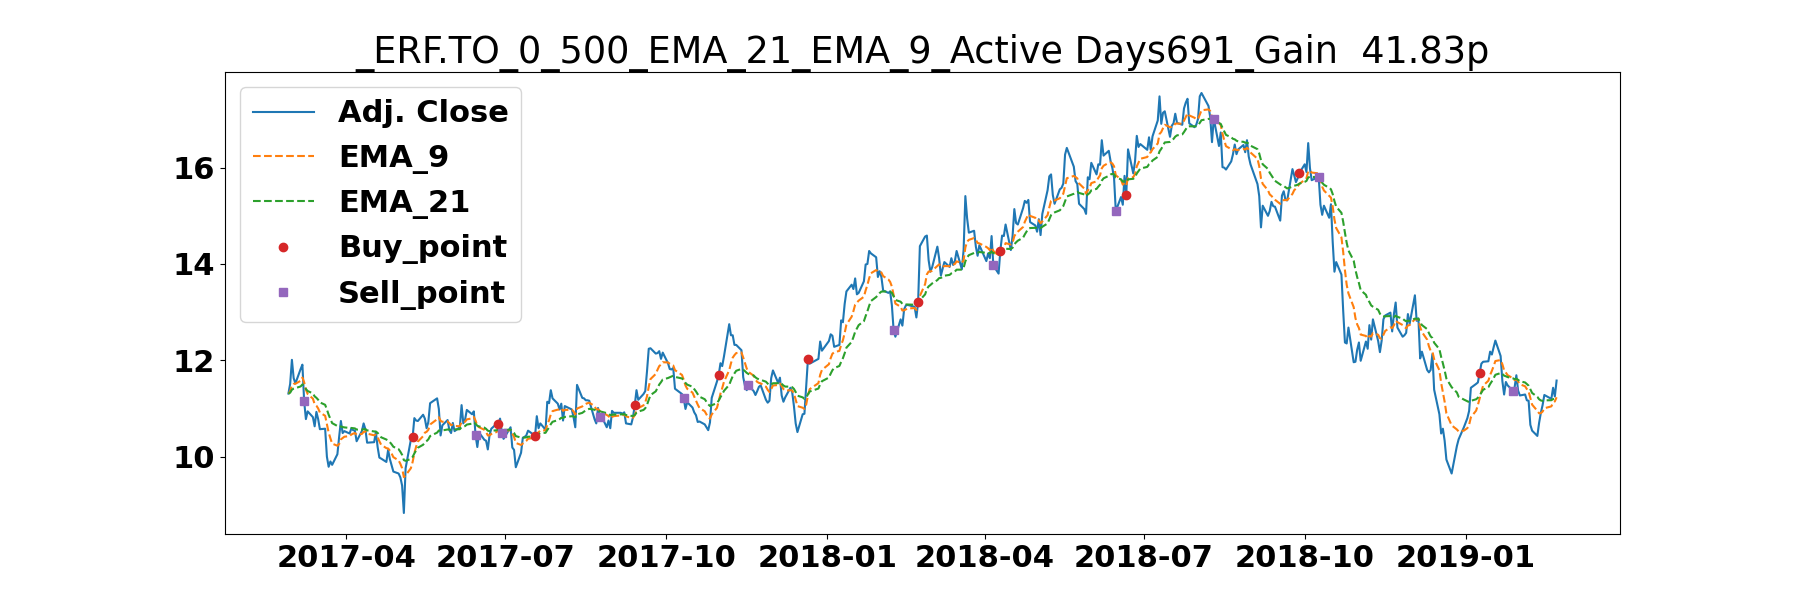 _ERF.TO_0_500_EMA_21_EMA_9_Active Days691_Gain  41.83p
Adj. Close
EMA_9
EMA_21
Buy_point
Sell_point
16
14
12
10
2017-04 2017-07 2017-10 2018-01 2018-04 2018-07 2018-10 2019-01